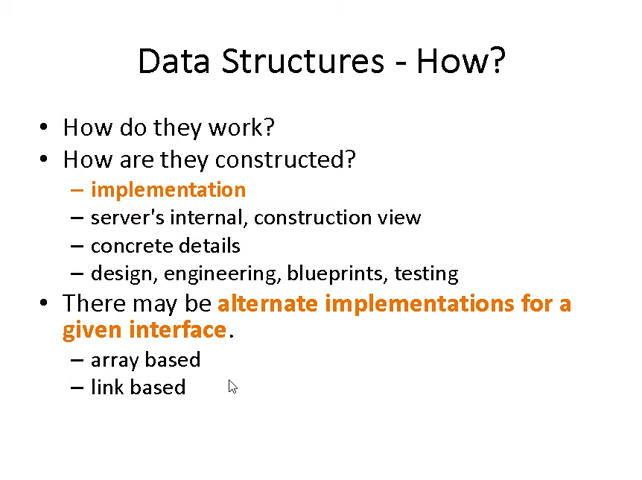 Data Structures - How?
• How do they work?
• How are they constructed?
– implementation
– server's internal, construction view
– concrete details
– design, engineering, blueprints, testing
• There may be alternate implementations for a
given interface.
– array based
– link based